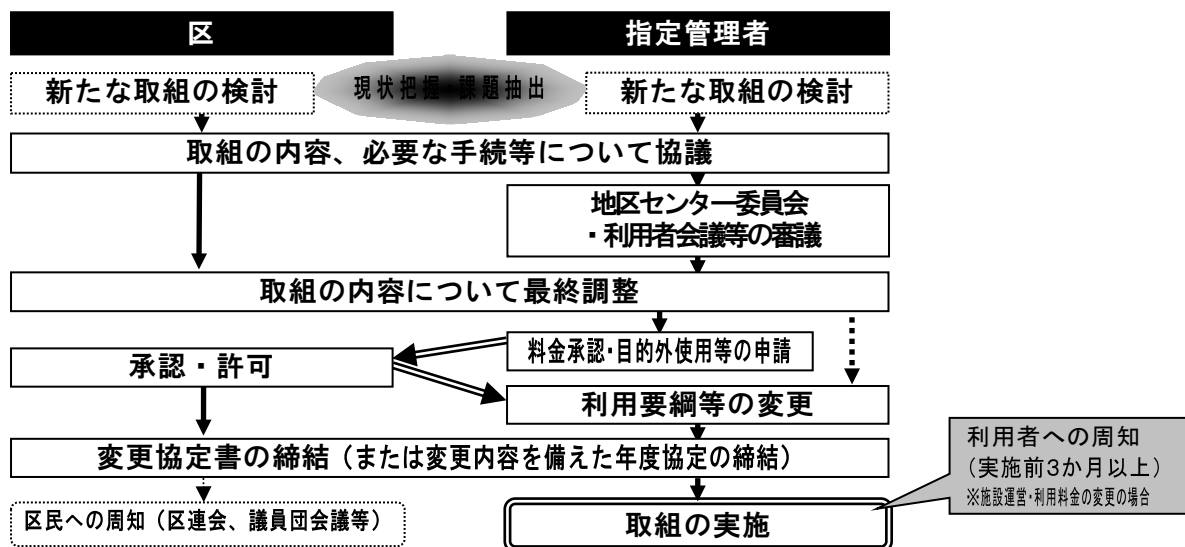 区
指定管理者
新たな取組の検討
現状把握・課題抽出
新たな取組の検討
取組の内容、必要な手続等について協議
地区センター委員会
・利用者会議等の審議
取組の内容について最終調整
料金承認・目的外使用等の申請
承認・許可
利用要綱等の変更
変更協定書の締結（または変更内容を備えた年度協定の締結）
利用者への周知
（実施前3か月以上）
※施設運営・利用料金の変更の場合
区民への周知（区連会、議員団会議等）
取組の実施